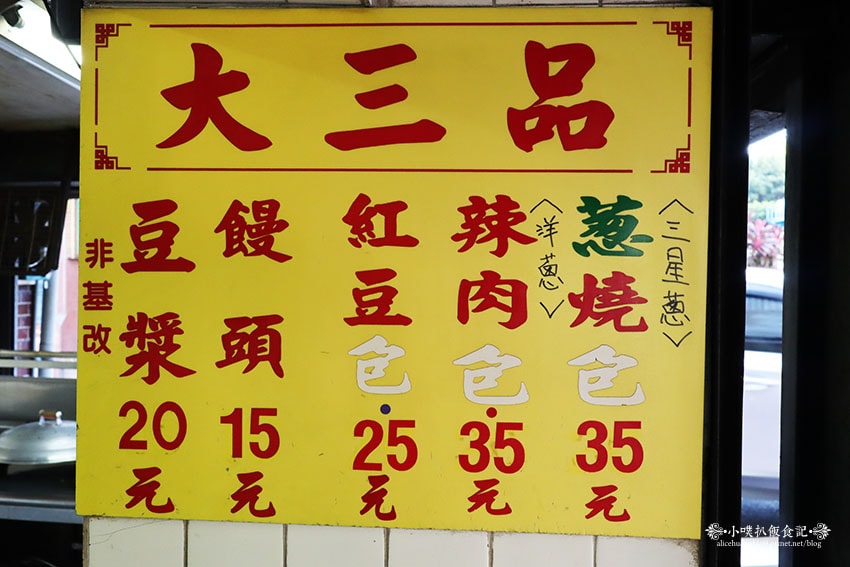 大三品
〈三星蔥〉
葱燒包35元
〈洋蔥〉
辣肉包35元
紅豆包25元
饅頭15元
豆漿20元
非基改
小噗扒飯食記